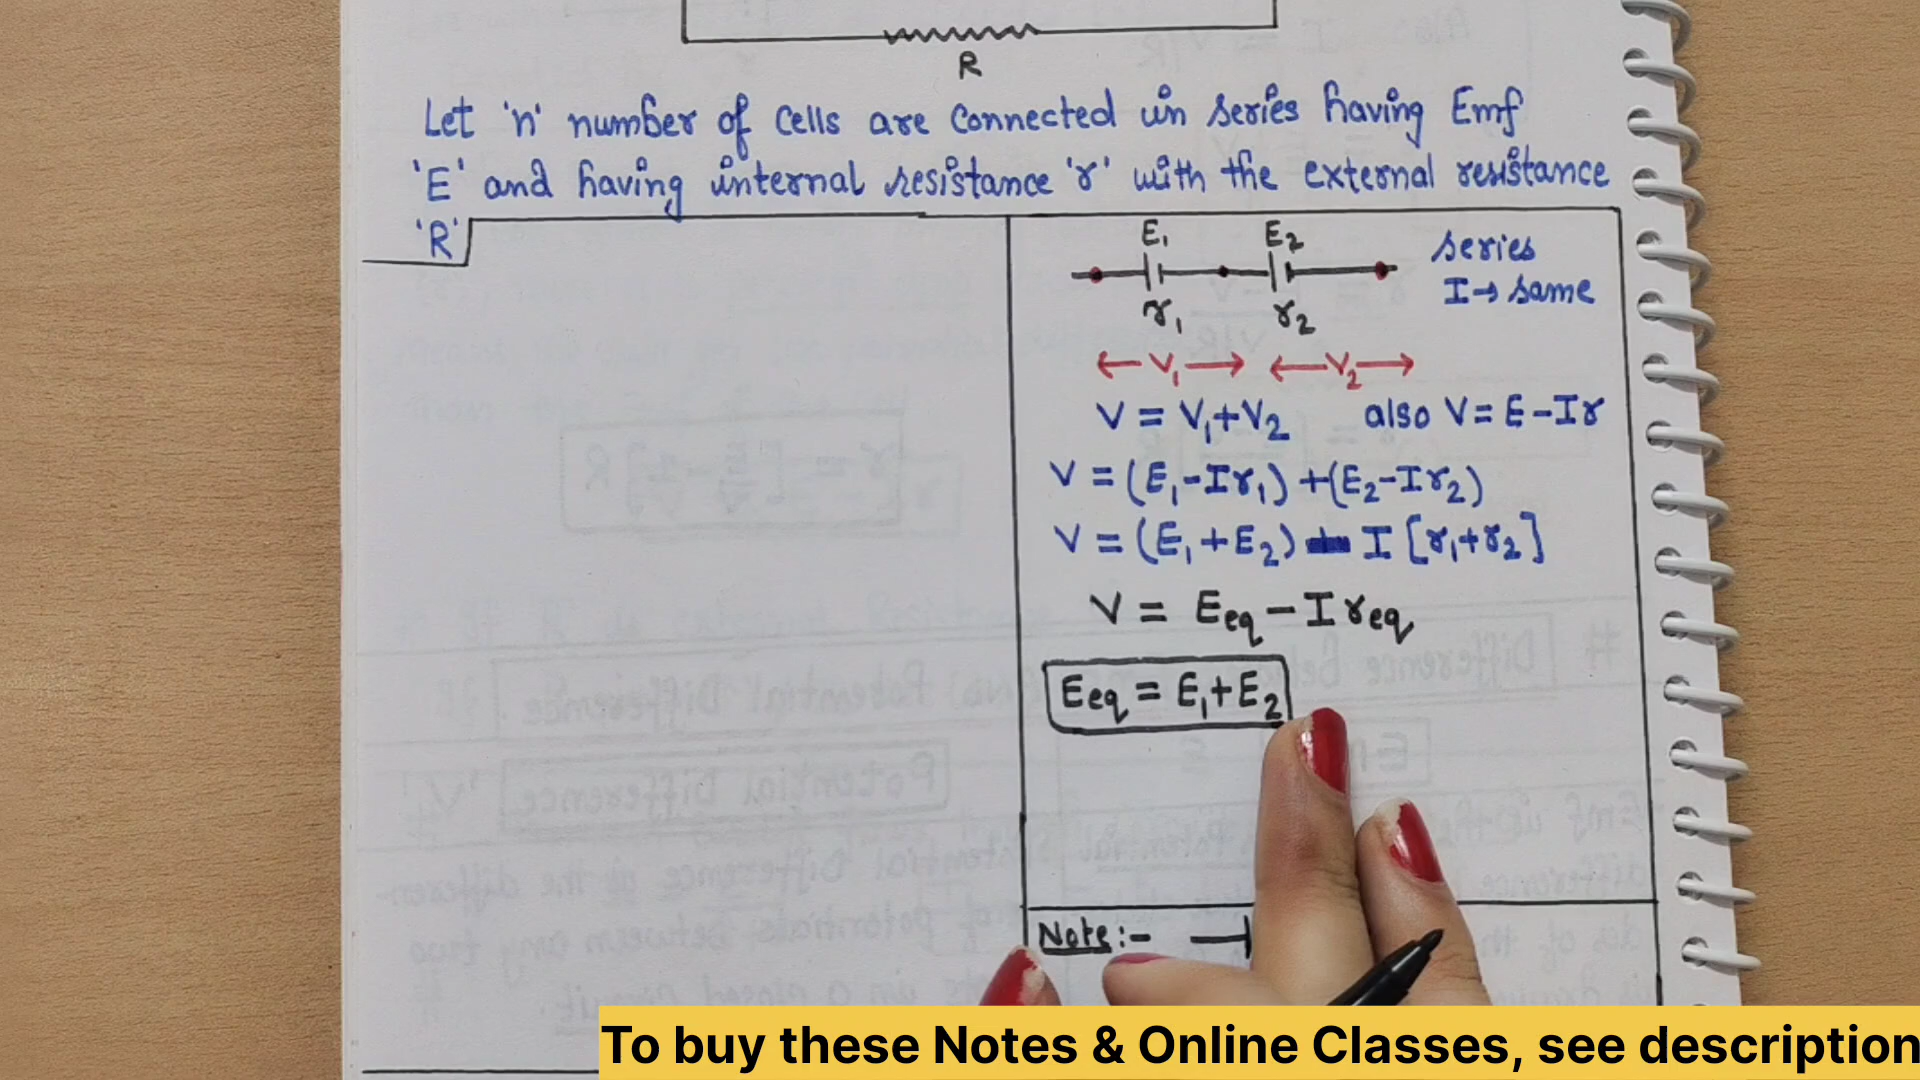 R
Let 'n' number of cells are connected in series having Emf
'E' and having internal resistance 'r' with the external resistance
'R'
E₁ E₂
series
I → same
r₁ r₂
← V₁ → ← V₂ →
V = V₁+V₂ also V = E - Ir
V = (E₁-Ir₁) +(E₂-Ir₂)
V = (E₁+E₂) - I [r₁+r₂]
V = Eeq - I req
Eeq = E₁+E₂
Note:-
To buy these Notes & Online Classes, see description